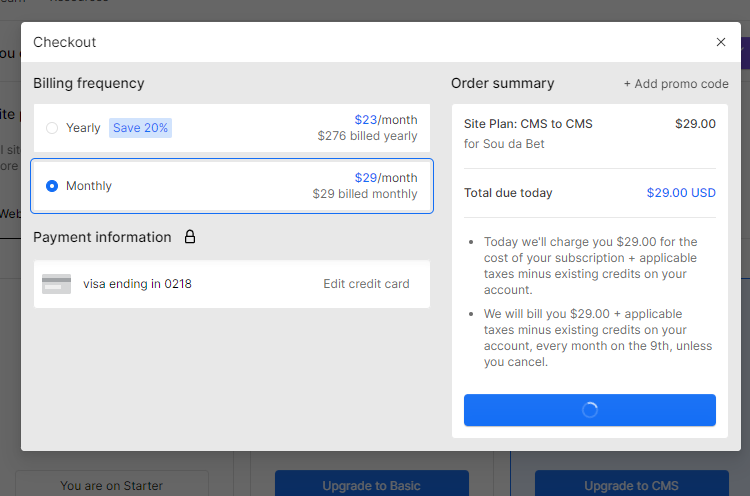 Checkout
Billing frequency
Yearly Save 20%
$23/month
$276 billed yearly
Monthly
$29/month
$29 billed monthly
Payment information
visa ending in 0218
Edit credit card
Order summary
+ Add promo code
Site Plan: CMS to CMS
$29.00
for Sou da Bet
Total due today
$29.00 USD
• Today we'll charge you $29.00 for the
cost of your subscription + applicable
taxes minus existing credits on your
account.
• We will bill you $29.00 + applicable
taxes minus existing credits on your
account, every month on the 9th, unless
you cancel.
You are on Starter
Upgrade to Basic
Upgrade to CMS